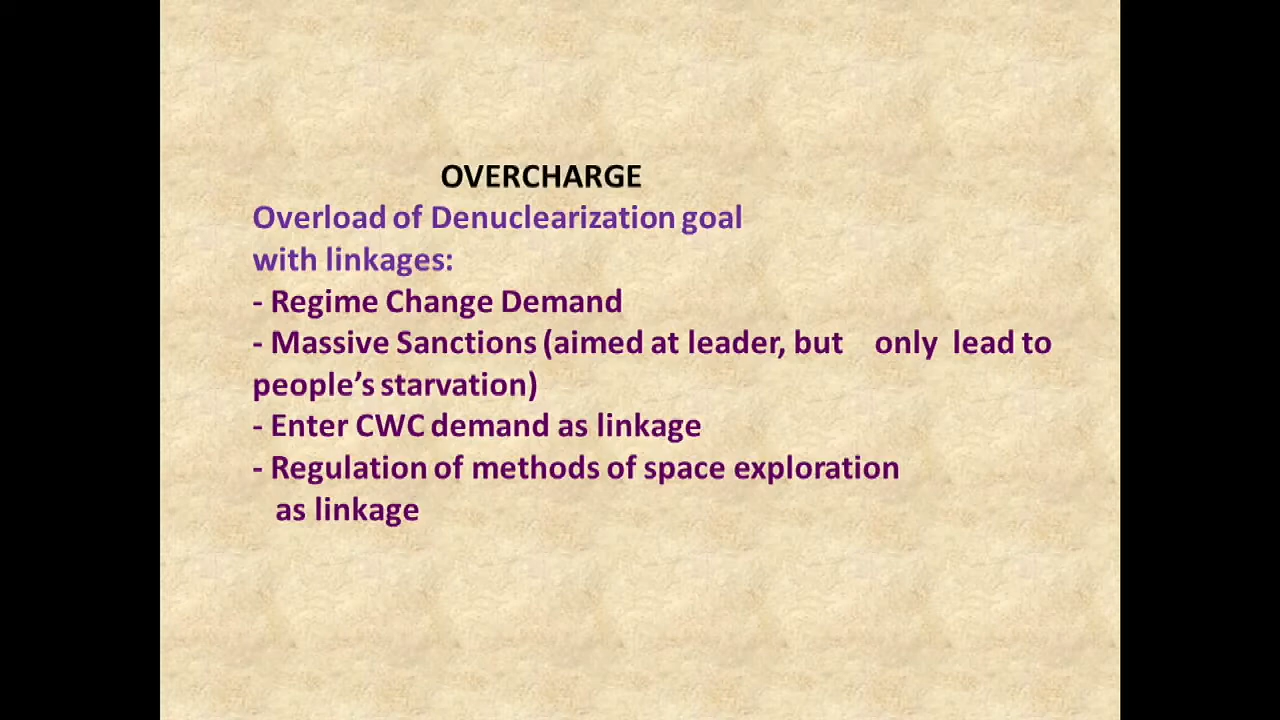 OVERCHARGE
Overload of Denuclearization goal
with linkages:
- Regime Change Demand
- Massive Sanctions (aimed at leader, but only lead to
people’s starvation)
- Enter CWC demand as linkage
- Regulation of methods of space exploration
as linkage